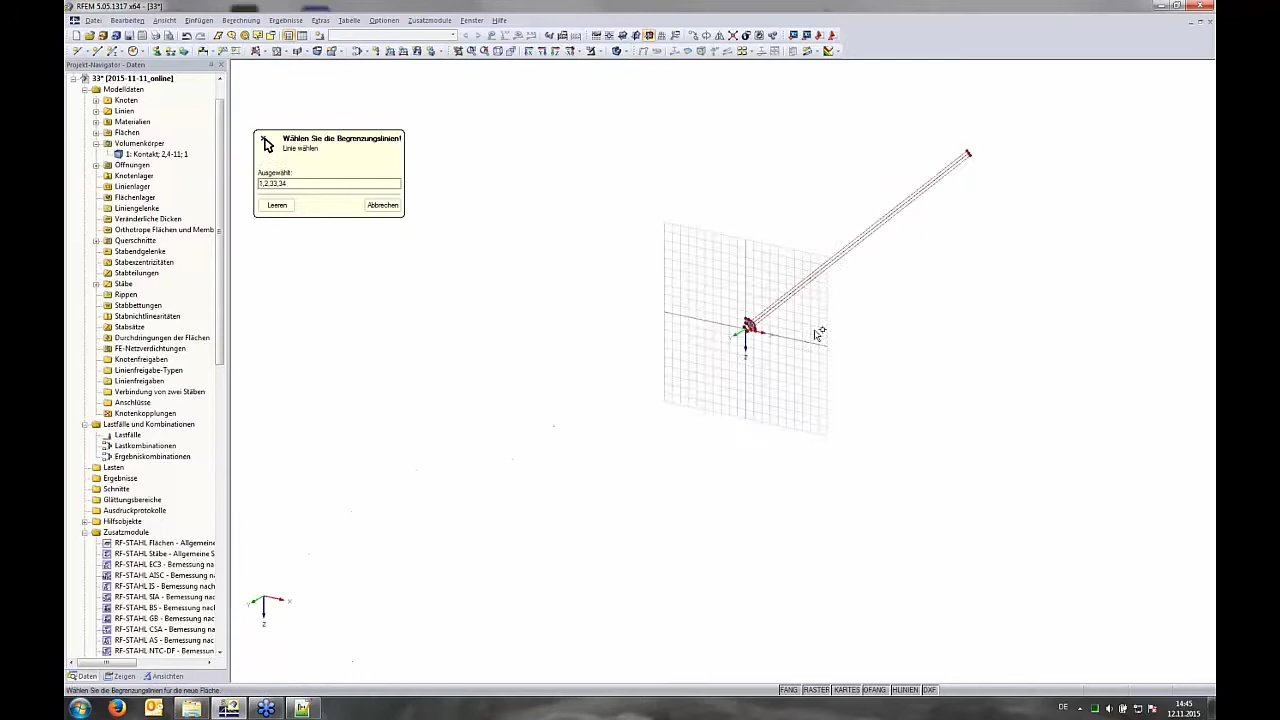 RFEM 5.05.1317 x64 - [33*]
Datei Bearbeiten Ansicht Einfügen Berechnung Ergebnisse Extras Tabelle Optionen Zusatzmodule Fenster Hilfe
Projekt-Navigator - Daten
33* [2015-11-11_online]
Modelldaten
Knoten
Linien
Materialien
Flächen
Volumenkörper
1: Kontakt; 2,4-11; 1
Öffnungen
Knotenlager
Linienlager
Flächenlager
Liniengelenke
Veränderliche Dicken
Orthotrope Flächen und Memb
Querschnitte
Stabendgelenke
Stabexzentrizitäten
Stabteilungen
Stäbe
Rippen
Stabbettungen
Stabnichtlinearitäten
Stabsätze
Durchdringungen der Flächen
FE-Netzverdichtungen
Knotenfreigaben
Linienfreigabe-Typen
Linienfreigaben
Verbindung von zwei Stäben
Anschlüsse
Knotenkopplungen
Lastfälle und Kombinationen
Lastfälle
Lastkombinationen
Ergebniskombinationen
Lasten
Ergebnisse
Schnitte
Glättungsbereiche
Ausdruckprotokolle
Hilfsobjekte
Zusatzmodule
RF-STAHL Flächen - Allgemeine
RF-STAHL Stäbe - Allgemeine S
RF-STAHL EC3 - Bemessung na
RF-STAHL AISC - Bemessung n
RF-STAHL IS - Bemessung nach
RF-STAHL SIA - Bemessung nac
RF-STAHL BS - Bemessung nac
RF-STAHL GB - Bemessung nac
RF-STAHL CSA - Bemessung nac
RF-STAHL AS - Bemessung nac
RF-STAHL NTC-DF - Bemessun
Daten Zeigen Ansichten
Wählen Sie die Begrenzungslinien!
Linie wählen
Ausgewählt:
1,2,33,34
Leeren Abbrechen
Y Z
Y X
Z
Wählen Sie die Begrenzungslinien für die neue Fläche.
FANG RASTER KARTES OFANG HLINIEN DXF
DE
14:45
12.11.2015